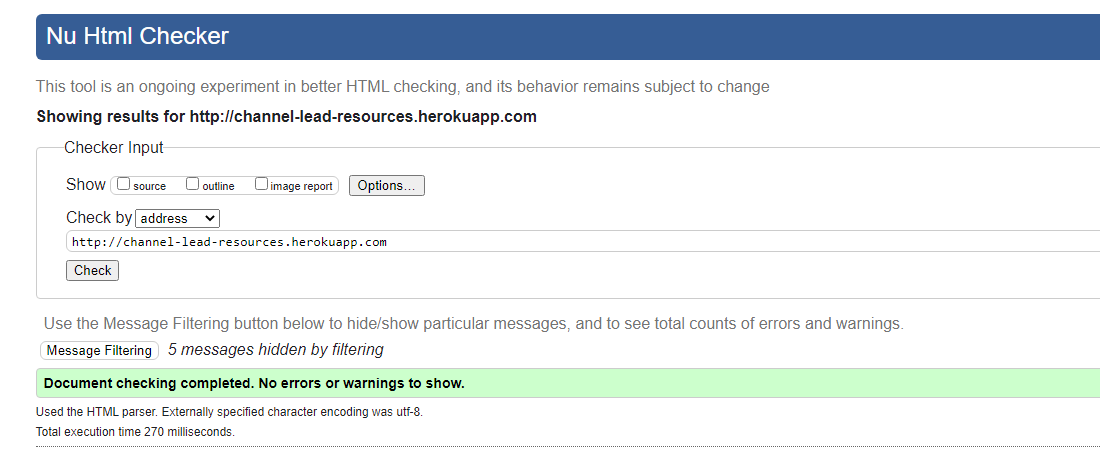 Nu Html Checker
This tool is an ongoing experiment in better HTML checking, and its behavior remains subject to change
Showing results for http://channel-lead-resources.herokuapp.com
Checker Input
Show source outline image report Options...
Check by address
http://channel-lead-resources.herokuapp.com
Check
Use the Message Filtering button below to hide/show particular messages, and to see total counts of errors and warnings.
Message Filtering 5 messages hidden by filtering
Document checking completed. No errors or warnings to show.
Used the HTML parser. Externally specified character encoding was utf-8.
Total execution time 270 milliseconds.